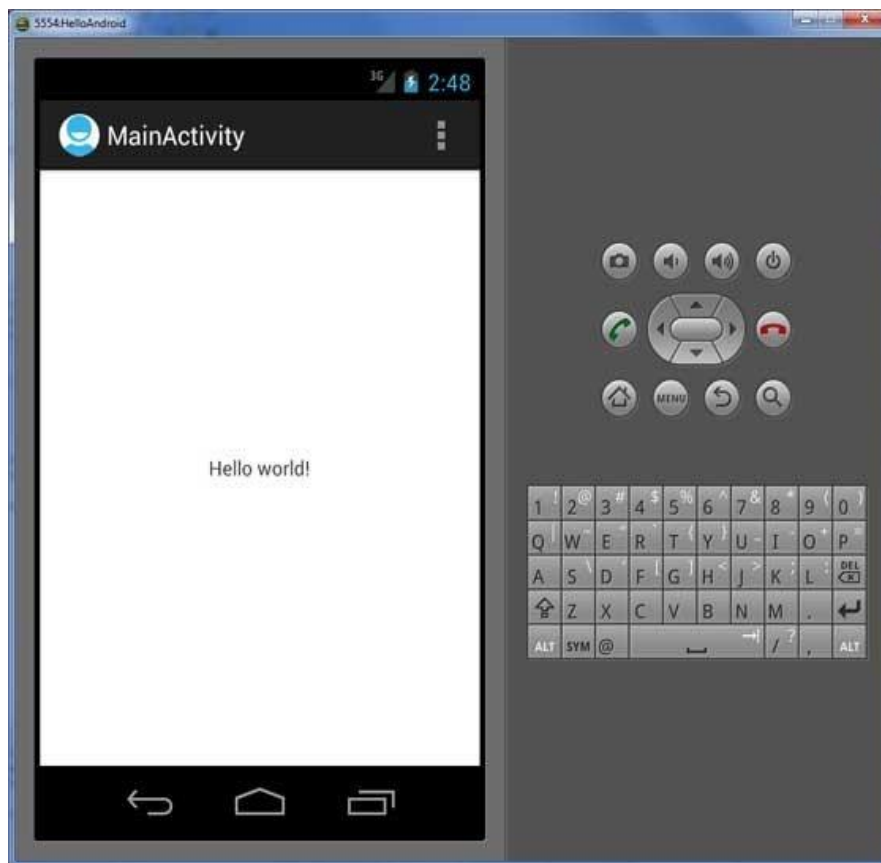 5554:HelloAndroid
3G 2:48
MainActivity
Hello world!
MENU
1 ! 2 @ 3 # 4 $ 5 % 6 ^ 7 & 8 * 9 ( 0 )
Q | W ~ E " R ` T { Y } U _ I - O + P =
A S \ D ' F [ G ] H < J > K ; L : DEL
Z X C V B N M .
ALT SYM @ / ? , ALT